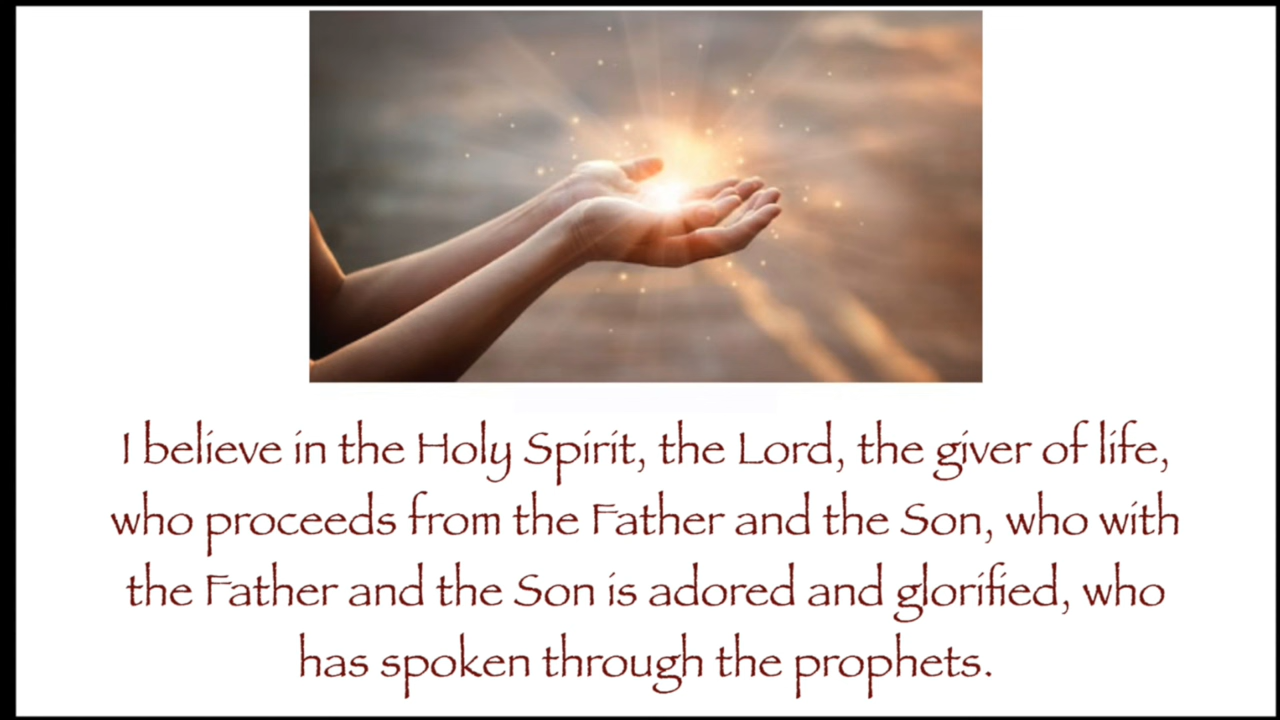 I believe in the Holy Spirit, the Lord, the giver of life,
who proceeds from the Father and the Son, who with
the Father and the Son is adored and glorified, who
has spoken through the prophets.